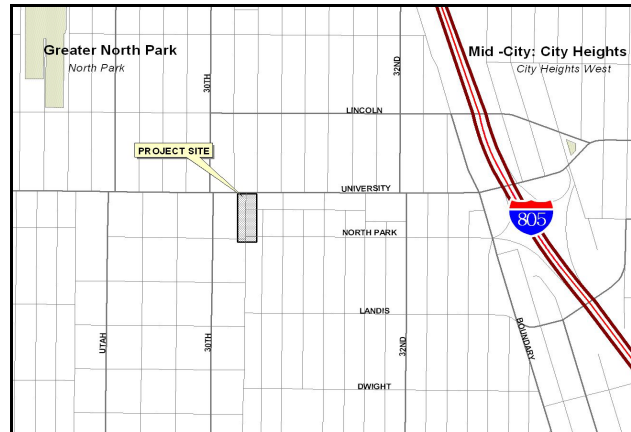 Greater North Park
North Park
Mid -City: City Heights
City Heights West
30TH
32ND
LINCOLN
PROJECT SITE
UNIVERSITY
805
NORTH PARK
LANDIS
UTAH
30TH
32ND
BOUNDARY
DWIGHT